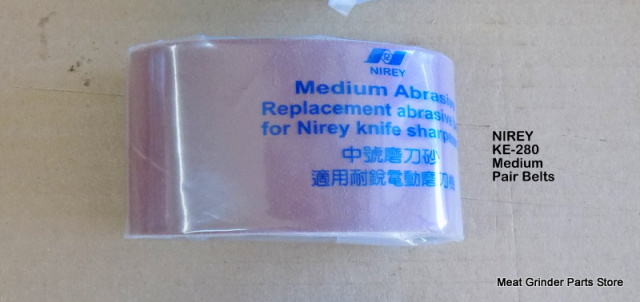 NIREY
Medium Abrasiv
Replacement abrasive
for Nirey knife sharpen
中號磨刀砂
適用耐銳電動磨刀機
NIREY
KE-280
Medium
Pair Belts
Meat Grinder Parts Store